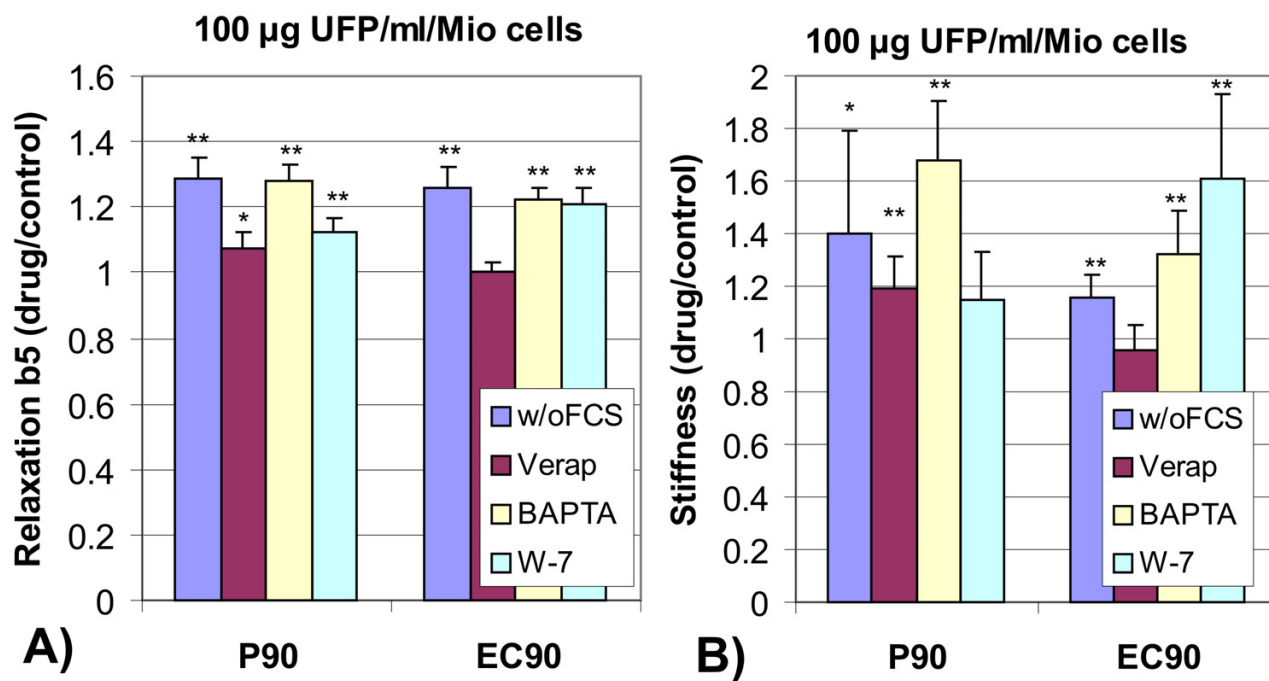 100 µg UFP/ml/Mio cells
Relaxation b5 (drug/control)
1.6
1.4
1.2
1
0.8
0.6
0.4
0.2
0
** * ** **
** ** **
w/oFCS
Verap
BAPTA
W-7
P90 EC90
A)
100 µg UFP/ml/Mio cells
Stiffness (drug/control)
2
1.8
1.6
1.4
1.2
1
0.8
0.6
0.4
0.2
0
* ** **
** ** **
w/oFCS
Verap
BAPTA
W-7
P90 EC90
B)